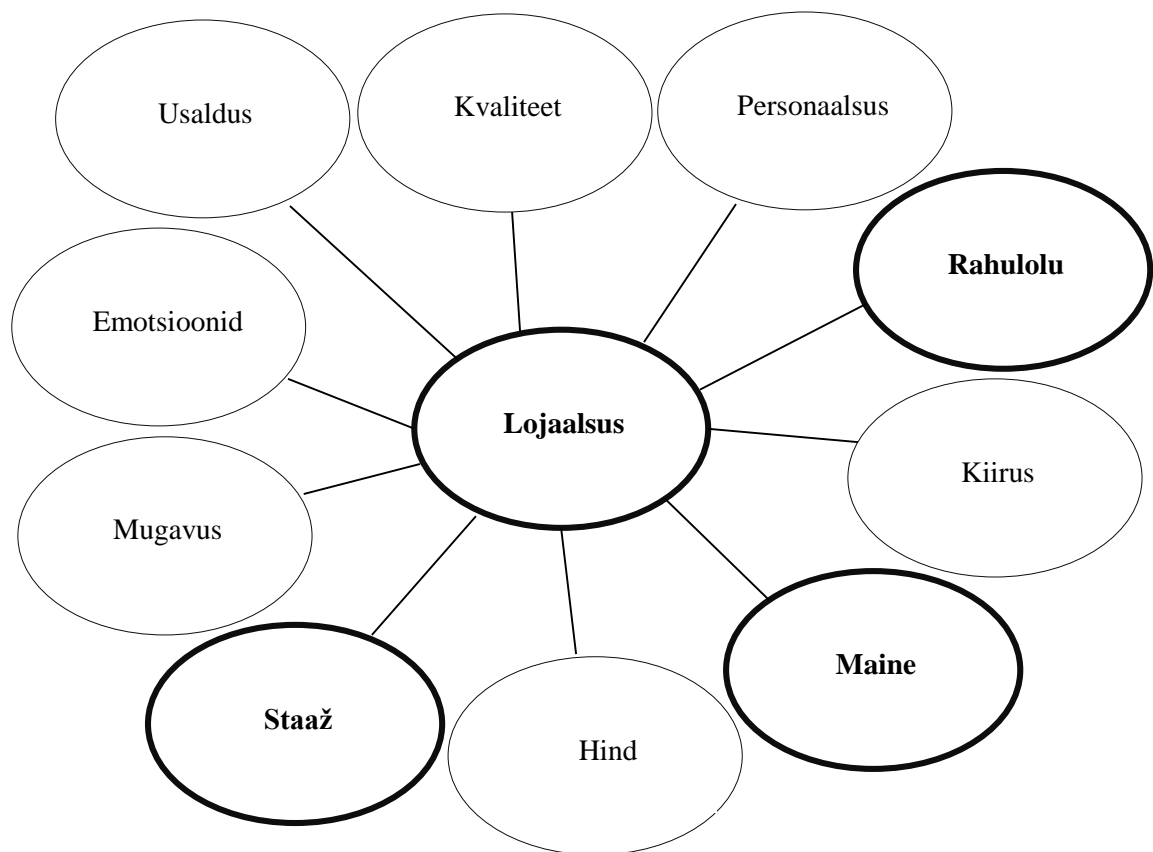 Usaldus
Kvaliteet
Personaalsus
Rahulolu
Emotsioonid
Lojaalsus
Kiirus
Mugavus
Maine
Staaž
Hind